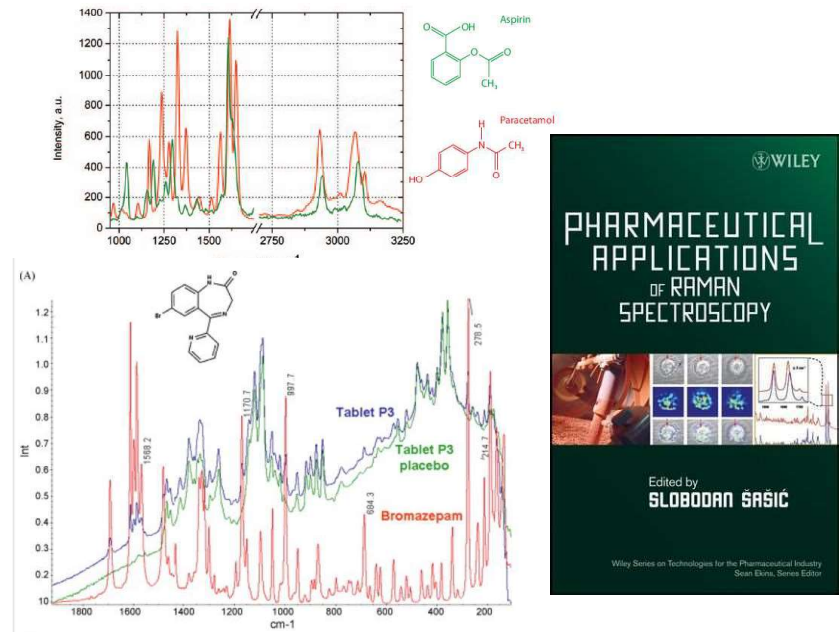 1400
1200
1000
800
600
400
200
0
Intensity, a.u.
1000 1250 1500 2750 3000 3250
Aspirin
O
OH
O
O
CH3
Paracetamol
H
N
CH3
O
HO
(A)
H
N
O
Br
N
N
1.2
1.1
1.0
0.9
0.8
0.7
0.6
0.5
0.4
0.3
0.2
10
Int
1568.2
1170.7
997.7
684.3
278.5
214.7
Tablet P3
Tablet P3
placebo
Bromazepam
1800 1600 1400 1200 1000 800 600 400 200
cm-1
WILEY
PHARMACEUTICAL
APPLICATIONS
OF RAMAN
SPECTROSCOPY
Edited by
SLOBODAN ŠAŠIĆ
Wiley Series on Technologies for the Pharmaceutical Industry
Sean Ekins, Series Editor